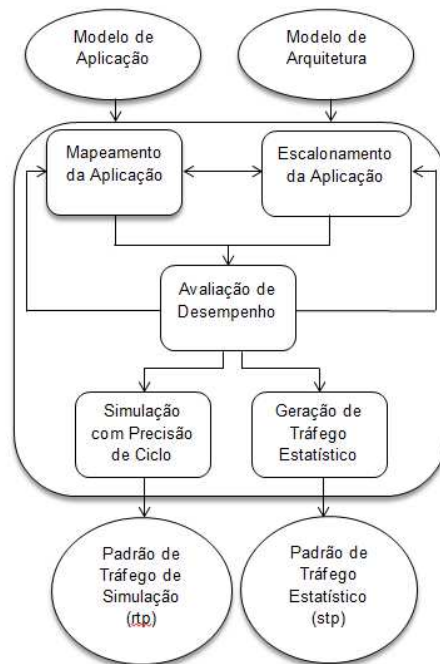 Modelo de
Aplicação
Modelo de
Arquitetura
Mapeamento
da Aplicação
Escalonamento
da Aplicação
Avaliação de
Desempenho
Simulação
com Precisão
de Ciclo
Geração de
Tráfego
Estatístico
Padrão de
Tráfego de
Simulação
(rtp)
Padrão de
Tráfego
Estatístico
(stp)